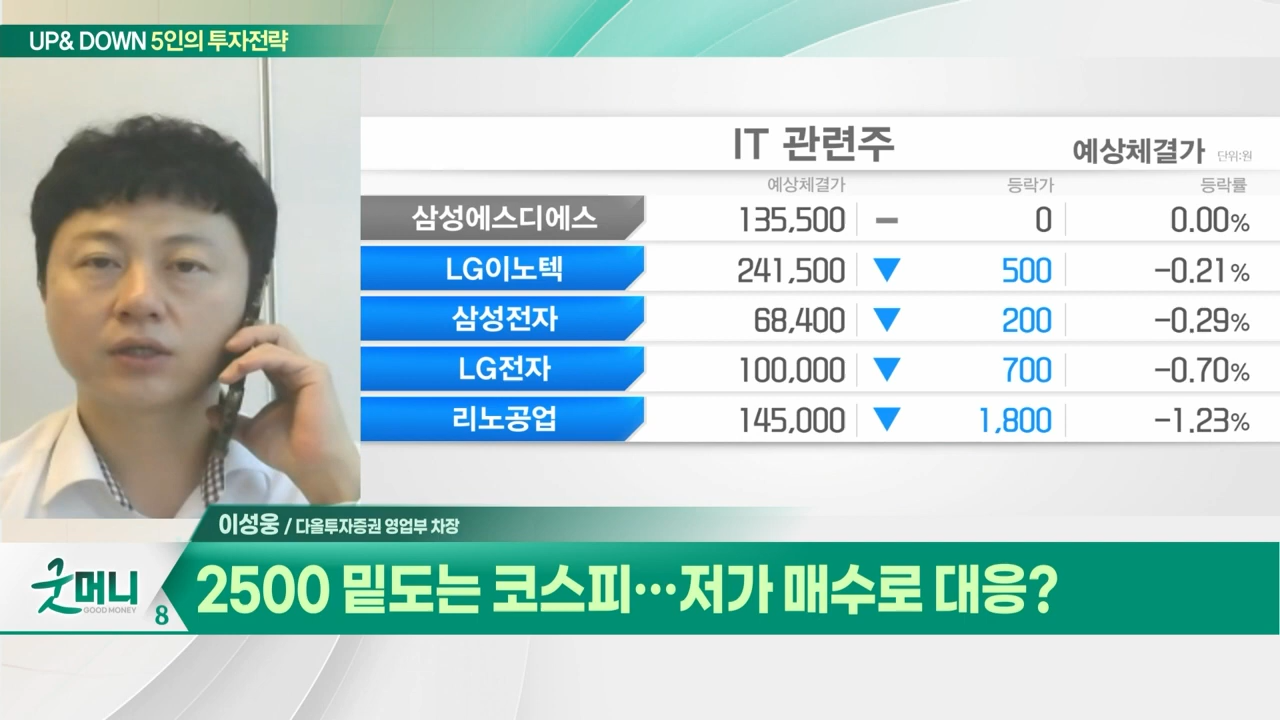 UP& DOWN 5인의 투자전략
IT 관련주
예상체결가 단위:원
예상체결가 등락가 등락률
삼성에스디에스 135,500 － 0 0.00%
LG이노텍 241,500 ▼ 500 -0.21%
삼성전자 68,400 ▼ 200 -0.29%
LG전자 100,000 ▼ 700 -0.70%
리노공업 145,000 ▼ 1,800 -1.23%
이성웅 / 다올투자증권 영업부 차장
굿머니
GOOD MONEY
8
2500 밑도는 코스피…저가 매수로 대응?